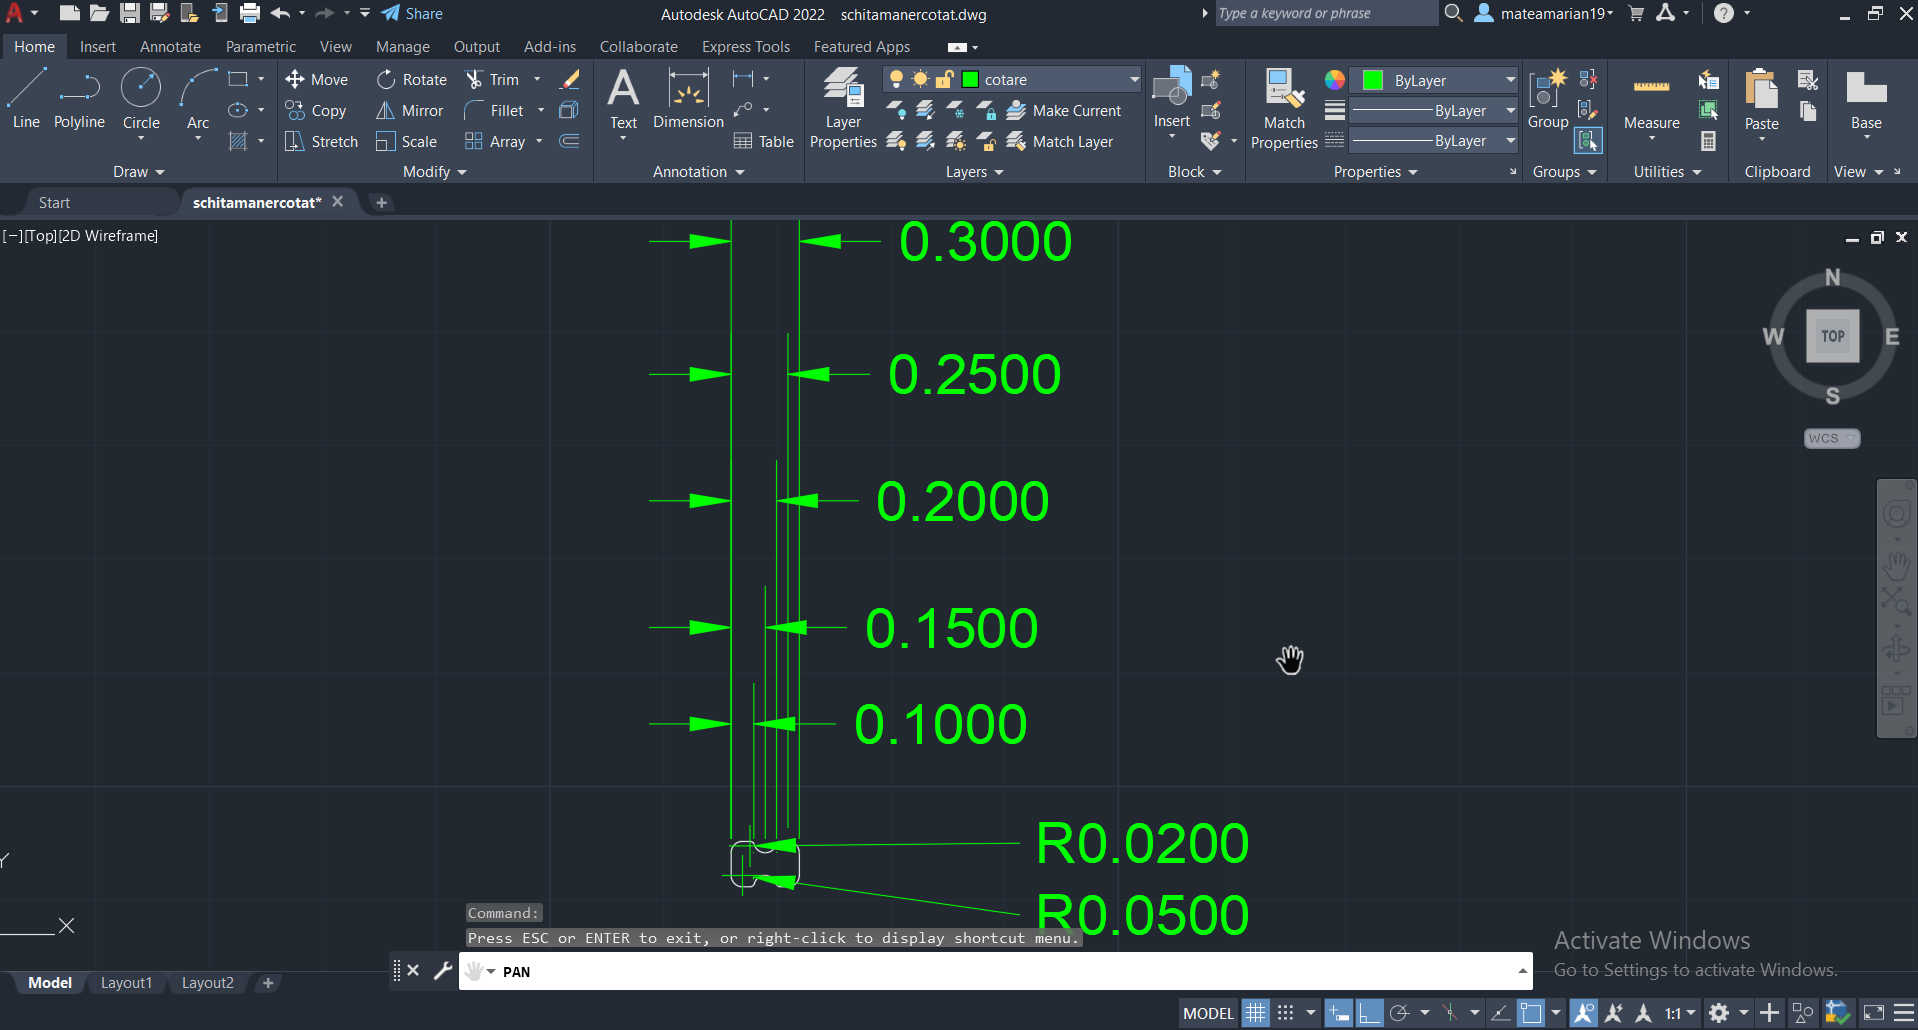 Share
Autodesk AutoCAD 2022 schitamanercotat.dwg
Type a keyword or phrase
mateamarian19
Home Insert Annotate Parametric View Manage Output Add-ins Collaborate Express Tools Featured Apps
Line Polyline Circle Arc
Move Rotate Trim
Copy Mirror Fillet
Stretch Scale Array
Text Dimension Table
Layer Properties
cotare
Make Current
Match Layer
Insert
Match Properties
ByLayer
ByLayer
ByLayer
Group
Measure
Paste
Base
Draw Modify Annotation Layers Block Properties Groups Utilities Clipboard View
Start schitamanercotat*
[−][Top][2D Wireframe]
0.3000
0.2500
0.2000
0.1500
0.1000
R0.0200
R0.0500
N
W TOP E
S
WCS
Y
X
Command:
Press ESC or ENTER to exit, or right-click to display shortcut menu.
PAN
Activate Windows
Go to Settings to activate Windows.
Model Layout1 Layout2
MODEL 1:1